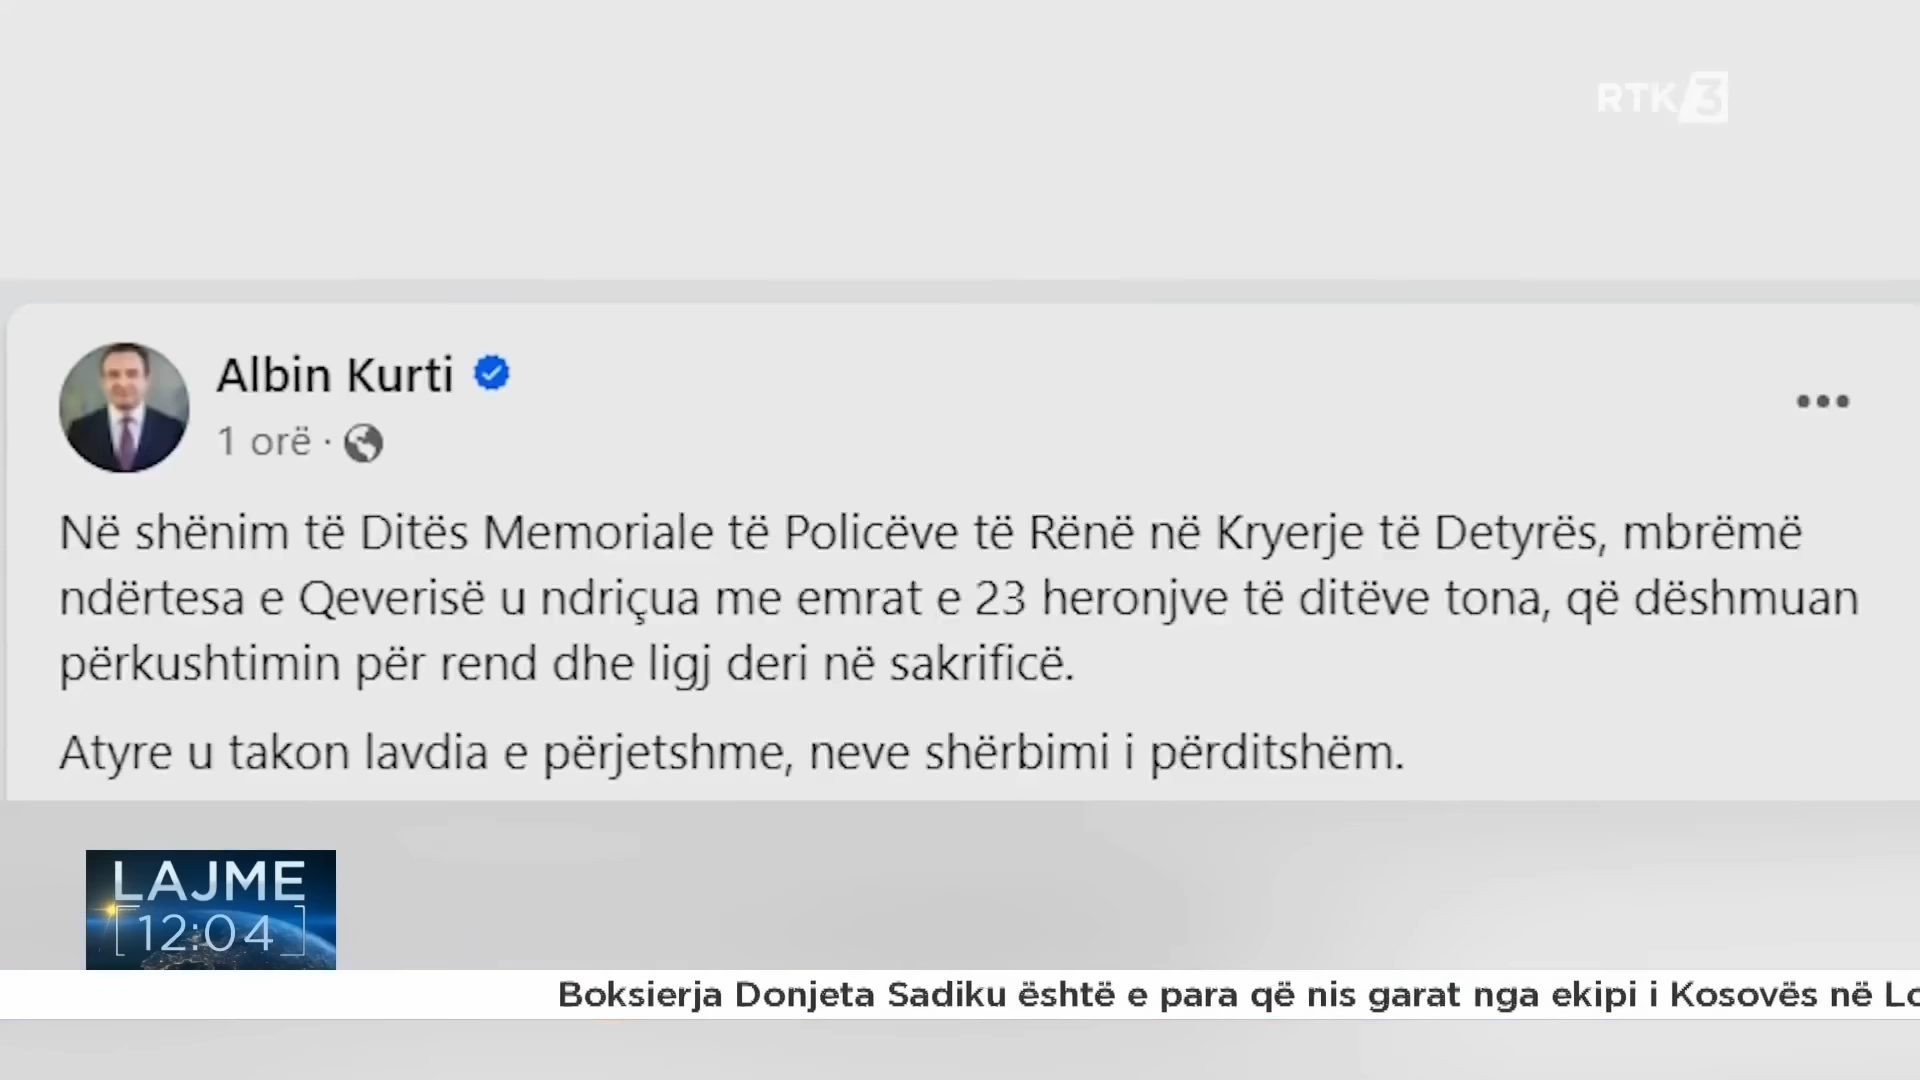 RTK 3
Albin Kurti
1 orë ·
Në shënim të Ditës Memoriale të Policëve të Rënë në Kryerje të Detyrës, mbrëmë
ndërtesa e Qeverisë u ndriçua me emrat e 23 heronjve të ditëve tona, që dëshmuan
përkushtimin për rend dhe ligj deri në sakrificë.
Atyre u takon lavdia e përjetshme, neve shërbimi i përditshëm.
LAJME
12:04
Boksierja Donjeta Sadiku është e para që nis garat nga ekipi i Kosovës në